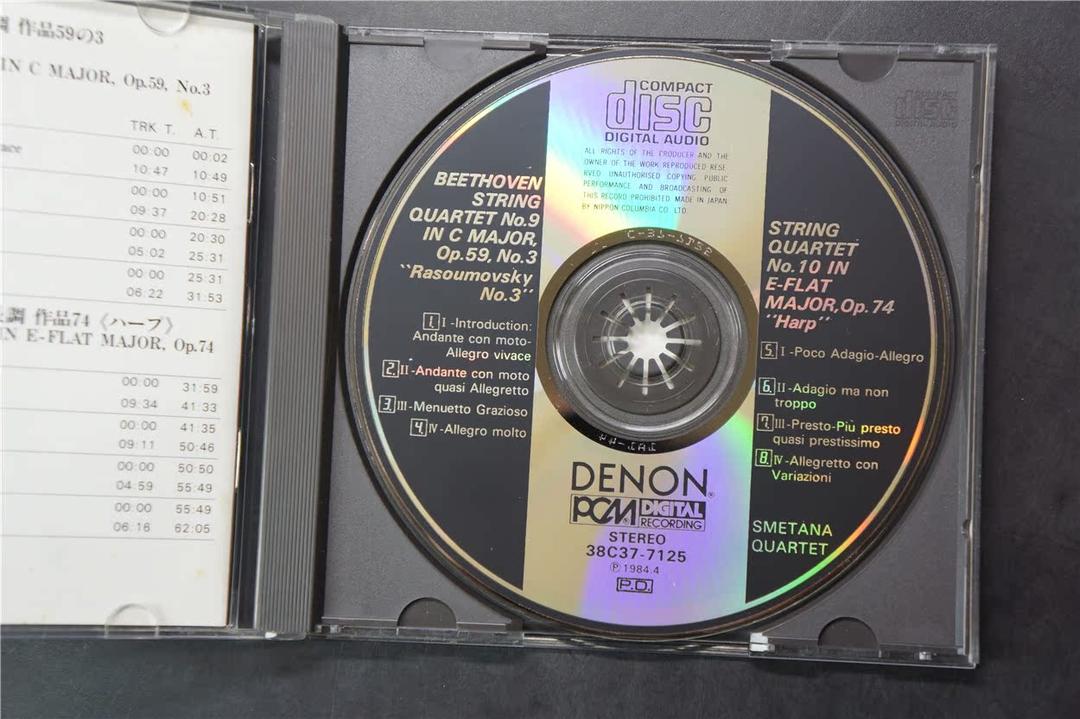 調 作品59の3
IN C MAJOR, Op.59, No.3
TRK T. A.T.
00:00 00:02
10:47 10:49
00:00 10:51
09:37 20:28
00:00 20:30
05:02 25:31
00:00 25:31
06:22 31:53
調 作品74《ハープ》
IN E-FLAT MAJOR, Op.74
00:00 31:59
09:34 41:33
00:00 41:35
09:11 50:46
00:00 50:50
04:59 55:49
00:00 55:49
06:16 62:05
COMPACT
disc
DIGITAL AUDIO
ALL RIGHTS OF THE PRODUCER AND THE
OWNER OF THE WORK REPRODUCED RESE
RVED UNAUTHORISED COPYING PUBLIC
PERFORMANCE AND BROADCASTING OF
THIS RECORD PROHIBITED MADE IN JAPAN
BY NIPPON COLUMBIA CO. LTD.
BEETHOVEN
STRING
QUARTET No.9
IN C MAJOR,
Op.59, No.3
"Rasoumovsky
No.3"
1. I -Introduction:
Andante con moto-
Allegro vivace
2. II -Andante con moto
quasi Allegretto
3. III -Menuetto Grazioso
4. IV -Allegro molto
STRING
QUARTET
No.10 IN
E-FLAT
MAJOR,Op.74
"Harp"
5. I -Poco Adagio-Allegro
6. II -Adagio ma non
troppo
7. III -Presto-Più presto
quasi prestissimo
8. IV -Allegretto con
Variazioni
SMETANA
QUARTET
DENON
PCM DIGITAL
RECORDING
STEREO
38C37-7125
Ⓟ 1984.4
P.D.
COMPACT
disc
DIGITAL AUDIO